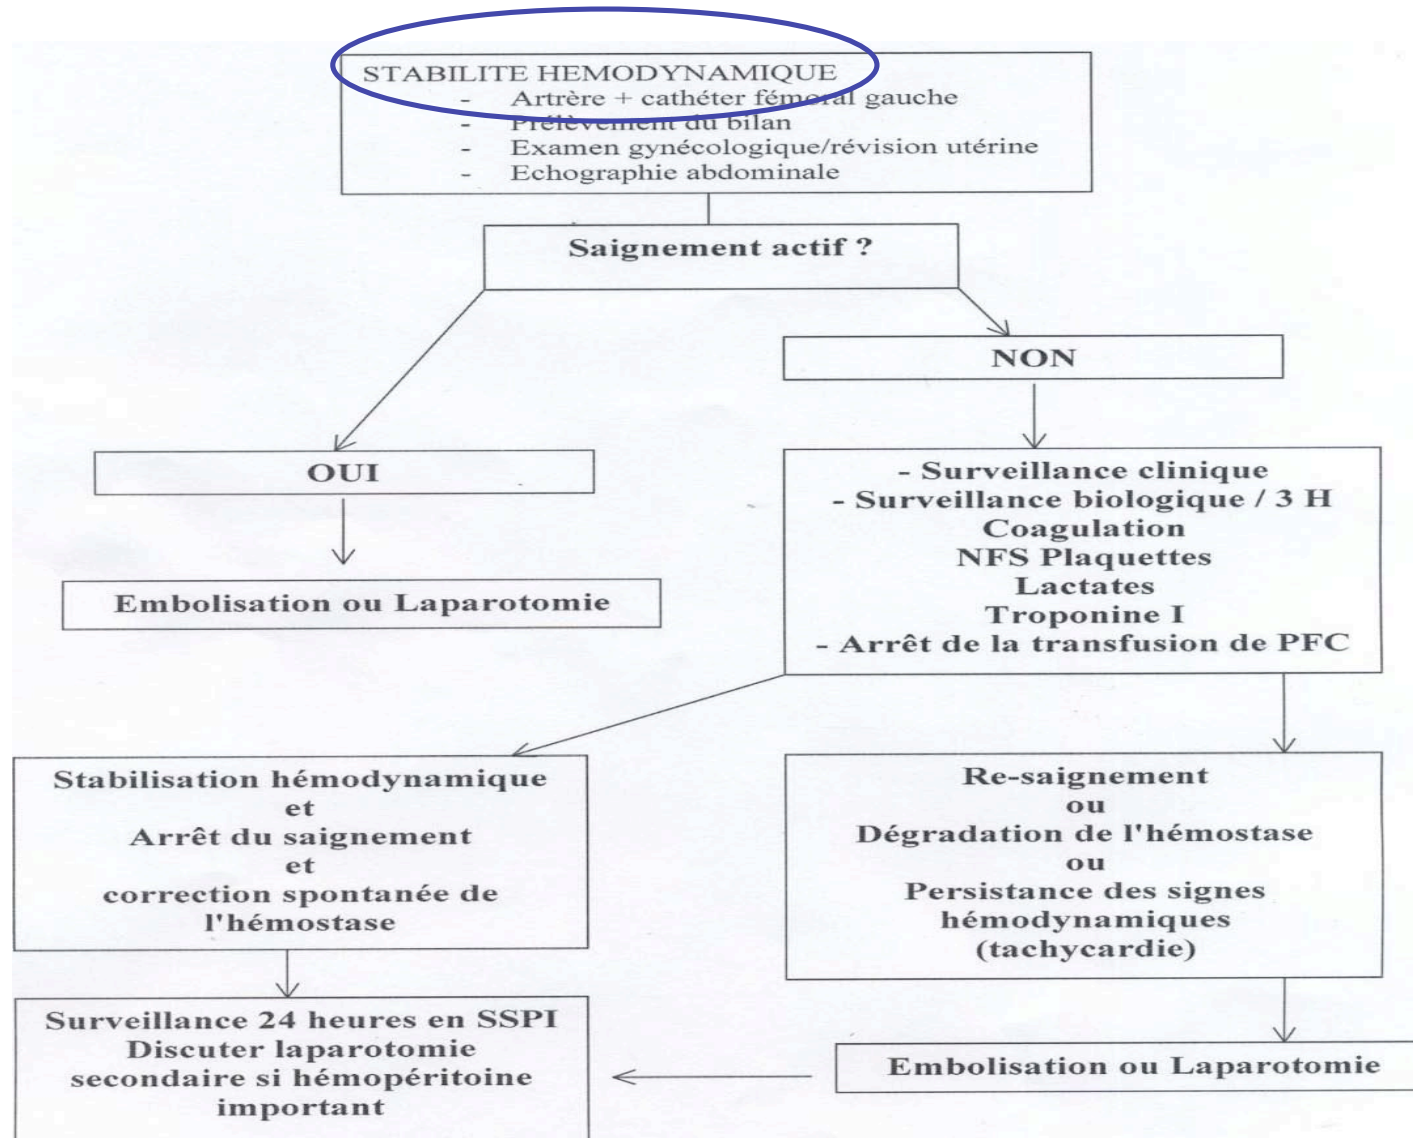 STABILITE HEMODYNAMIQUE
- Artrère + cathéter fémoral gauche
- Prélèvement du bilan
- Examen gynécologique/révision utérine
- Echographie abdominale
Saignement actif ?
NON
OUI
- Surveillance clinique
- Surveillance biologique / 3 H
Coagulation
NFS Plaquettes
Lactates
Troponine I
- Arrêt de la transfusion de PFC
Embolisation ou Laparotomie
Stabilisation hémodynamique
et
Arrêt du saignement
et
correction spontanée de
l'hémostase
Re-saignement
ou
Dégradation de l'hémostase
ou
Persistance des signes
hémodynamiques
(tachycardie)
Surveillance 24 heures en SSPI
Discuter laparotomie
secondaire si hémopéritoine
important
Embolisation ou Laparotomie